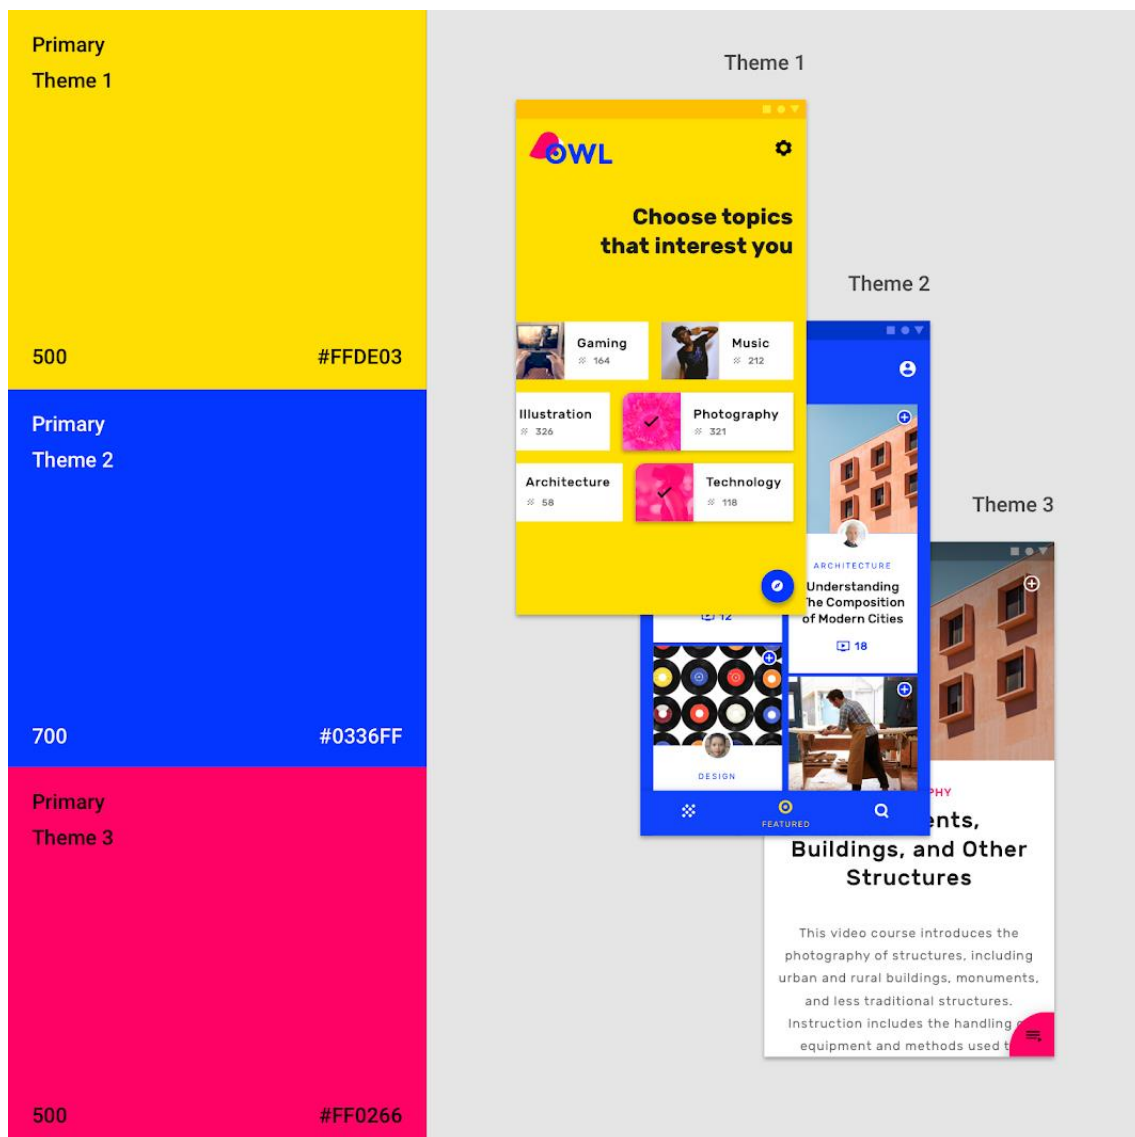 Primary
Theme 1
500 #FFDE03
Primary
Theme 2
700 #0336FF
Primary
Theme 3
500 #FF0266
Theme 1
OWL
Choose topics
that interest you
Gaming
164
Music
212
Illustration
326
Photography
321
Architecture
58
Technology
118
Theme 2
ARCHITECTURE
Understanding
The Composition
of Modern Cities
18
12
DESIGN
FEATURED
Theme 3
PHY
ents,
Buildings, and Other
Structures
This video course introduces the
photography of structures, including
urban and rural buildings, monuments,
and less traditional structures.
Instruction includes the handling
equipment and methods used